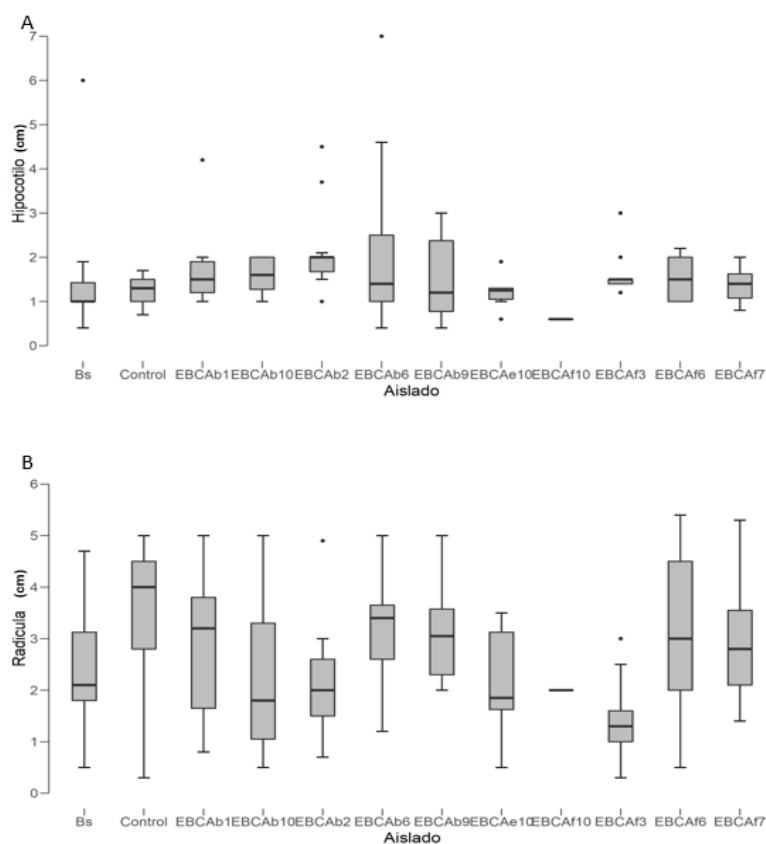 A
Hipocotilo (cm)
7
6
5
4
3
2
1
0
Bs Control EBCAb1 EBCAb10 EBCAb2 EBCAb6 EBCAb9 EBCAe10 EBCAf10 EBCAf3 EBCAf6 EBCAf7
Aislado
B
Radicula (cm)
6
5
4
3
2
1
0
Bs Control EBCAb1 EBCAb10 EBCAb2 EBCAb6 EBCAb9 EBCAe10 EBCAf10 EBCAf3 EBCAf6 EBCAf7
Aislado